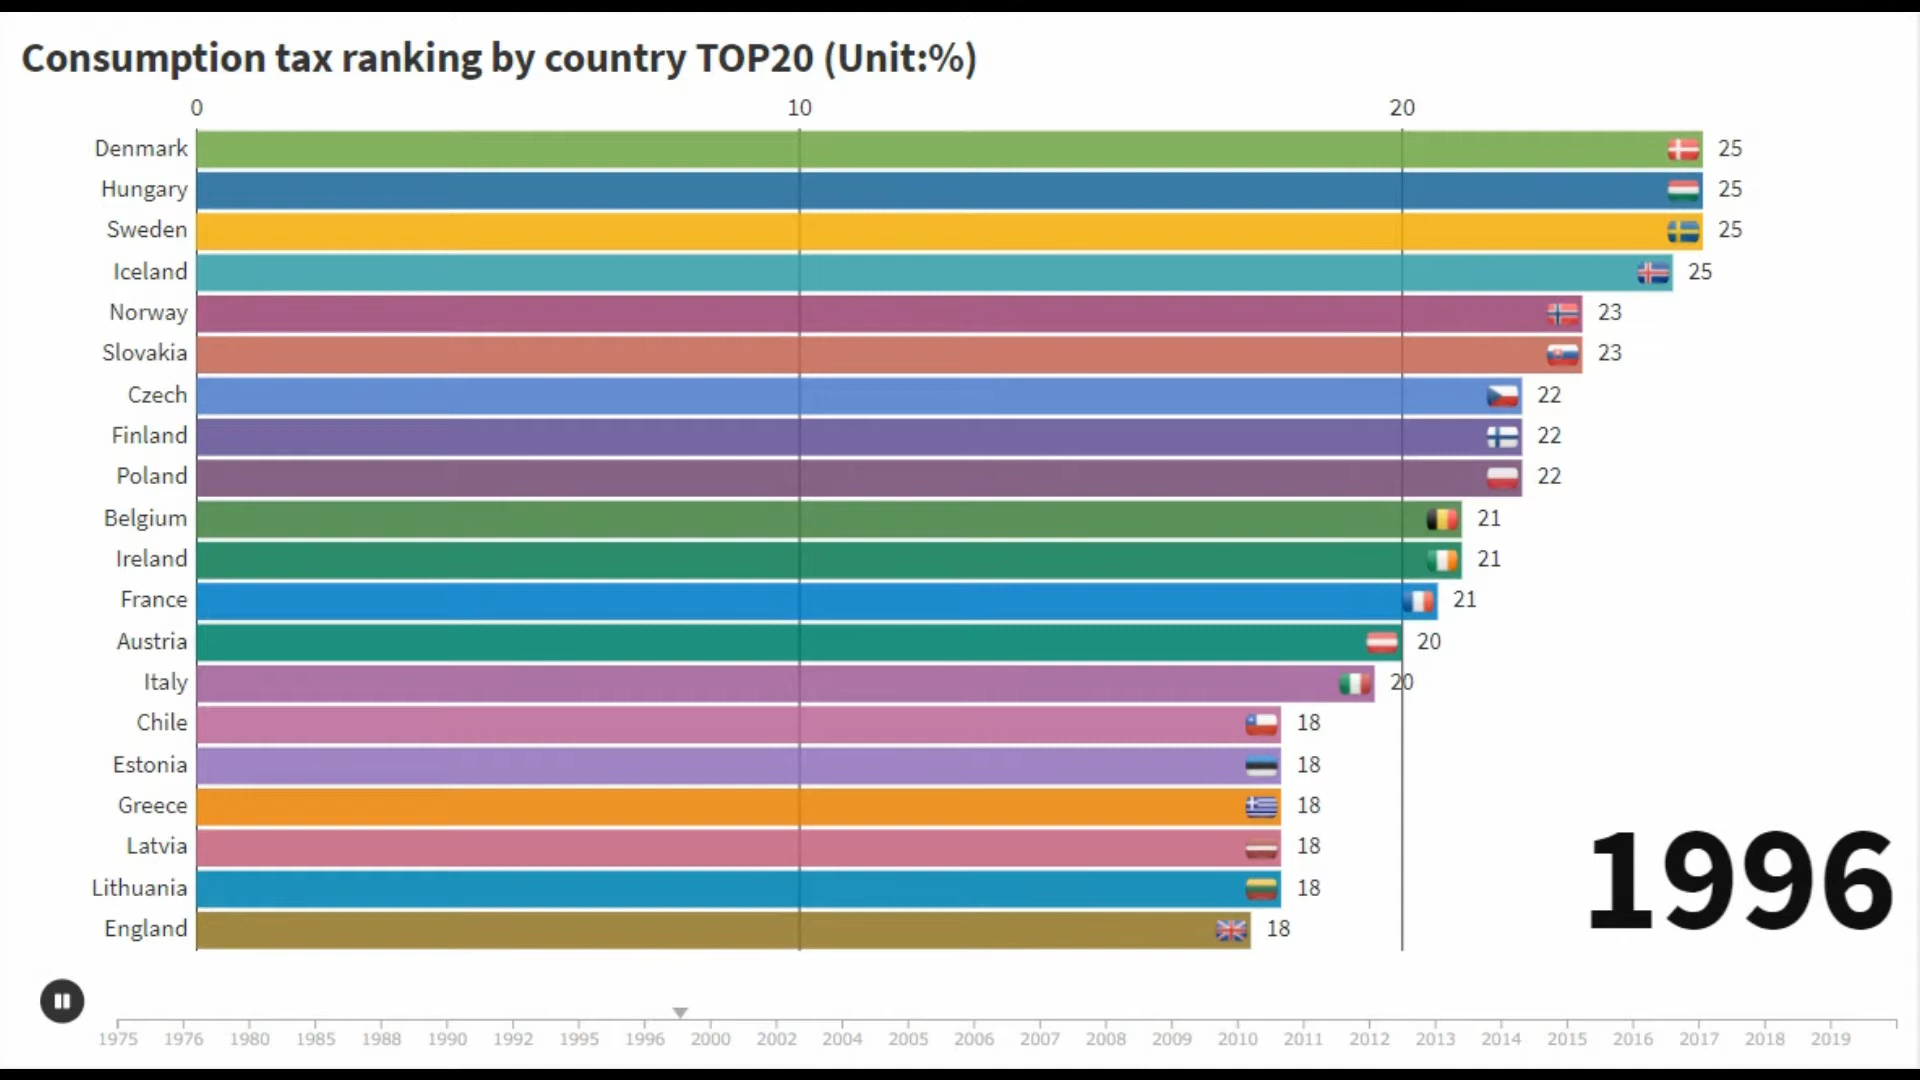 Consumption tax ranking by country TOP20 (Unit:%)
0 10 20
Denmark 25
Hungary 25
Sweden 25
Iceland 25
Norway 23
Slovakia 23
Czech 22
Finland 22
Poland 22
Belgium 21
Ireland 21
France 21
Austria 20
Italy 20
Chile 18
Estonia 18
Greece 18
Latvia 18
Lithuania 18
England 18
1996
1975 1976 1980 1985 1988 1990 1992 1995 1996 2000 2002 2004 2005 2006 2007 2008 2009 2010 2011 2012 2013 2014 2015 2016 2017 2018 2019